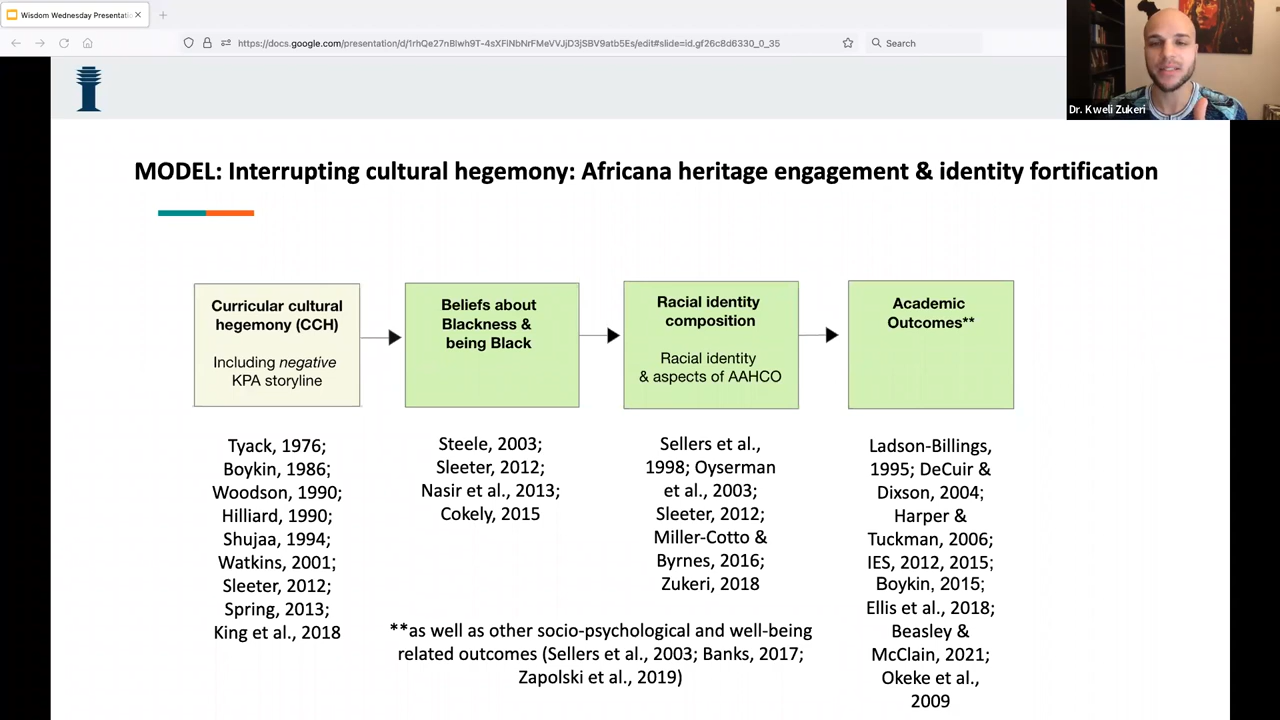 Wisdom Wednesday Presentati
https://docs.google.com/presentation/d/1rhQe27nBlwh9T-4sXFlNbNrFMeVVJjD3jSBV9atb5Es/edit#slide=id.gf26c8d6330_0_35
Search
Dr. Kweli Zukeri
MODEL: Interrupting cultural hegemony: Africana heritage engagement & identity fortification
Curricular cultural
hegemony (CCH)
Including negative
KPA storyline
Beliefs about
Blackness &
being Black
Racial identity
composition
Racial identity
& aspects of AAHCO
Academic
Outcomes**
Tyack, 1976;
Boykin, 1986;
Woodson, 1990;
Hilliard, 1990;
Shujaa, 1994;
Watkins, 2001;
Sleeter, 2012;
Spring, 2013;
King et al., 2018
Steele, 2003;
Sleeter, 2012;
Nasir et al., 2013;
Cokely, 2015
Sellers et al.,
1998; Oyserman
et al., 2003;
Sleeter, 2012;
Miller-Cotto &
Byrnes, 2016;
Zukeri, 2018
Ladson-Billings,
1995; DeCuir &
Dixson, 2004;
Harper &
Tuckman, 2006;
IES, 2012, 2015;
Boykin, 2015;
Ellis et al., 2018;
Beasley &
McClain, 2021;
Okeke et al.,
2009
**as well as other socio-psychological and well-being
related outcomes (Sellers et al., 2003; Banks, 2017;
Zapolski et al., 2019)